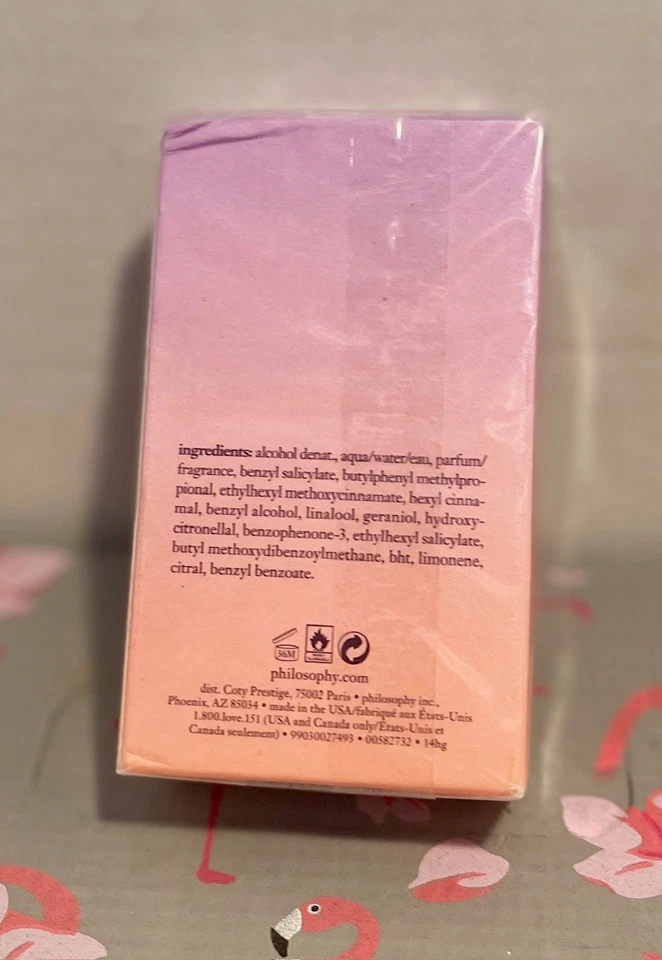 ingredients: alcohol denat., aqua/water/eau, parfum/
fragrance, benzyl salicylate, butylphenyl methylpro-
pional, ethylhexyl methoxycinnamate, hexyl cinna-
mal, benzyl alcohol, linalool, geraniol, hydroxy-
citronellal, benzophenone-3, ethylhexyl salicylate,
butyl methoxydibenzoylmethane, bht, limonene,
citral, benzyl benzoate.
36M
philosophy.com
dist. Coty Prestige, 75002 Paris • philosophy inc.,
Phoenix, AZ 85034 • made in the USA/fabriqué aux États-Unis
1.800.love.151 (USA and Canada only/États-Unis et
Canada seulement) • 99030027493 • 00582732 • 14hg